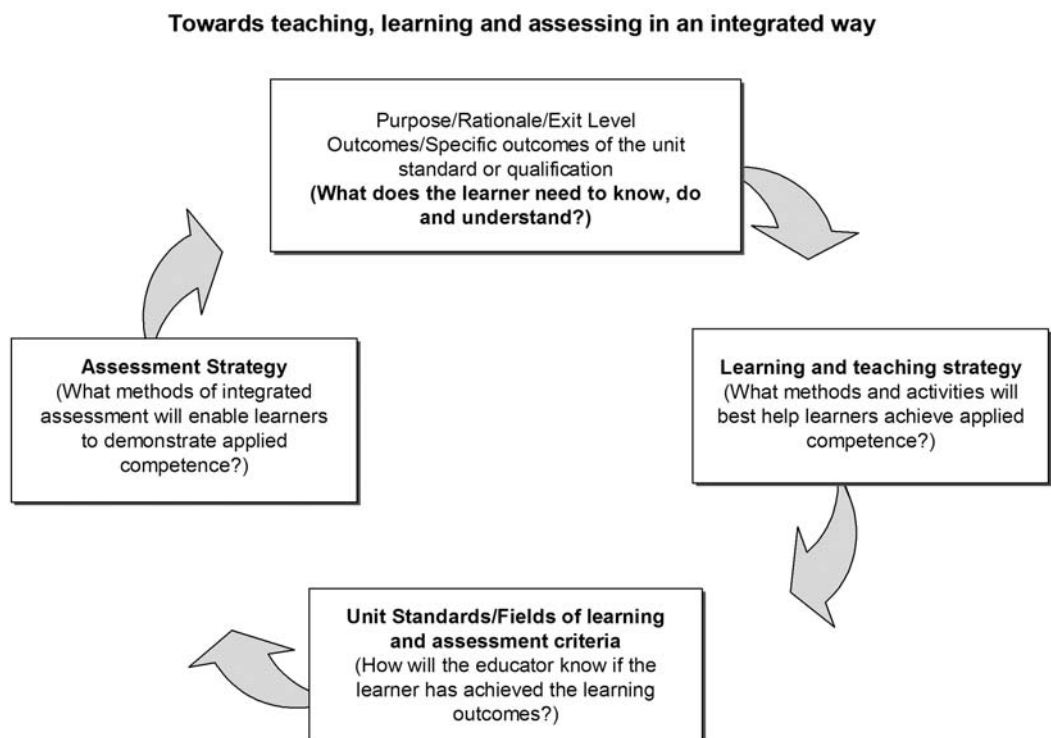 Towards teaching, learning and assessing in an integrated way
Purpose/Rationale/Exit Level
Outcomes/Specific outcomes of the unit
standard or qualification
(What does the learner need to know, do
and understand?)
Assessment Strategy
(What methods of integrated
assessment will enable learners
to demonstrate applied
competence?)
Learning and teaching strategy
(What methods and activities will
best help learners achieve applied
competence?)
Unit Standards/Fields of learning
and assessment criteria
(How will the educator know if the
learner has achieved the learning
outcomes?)